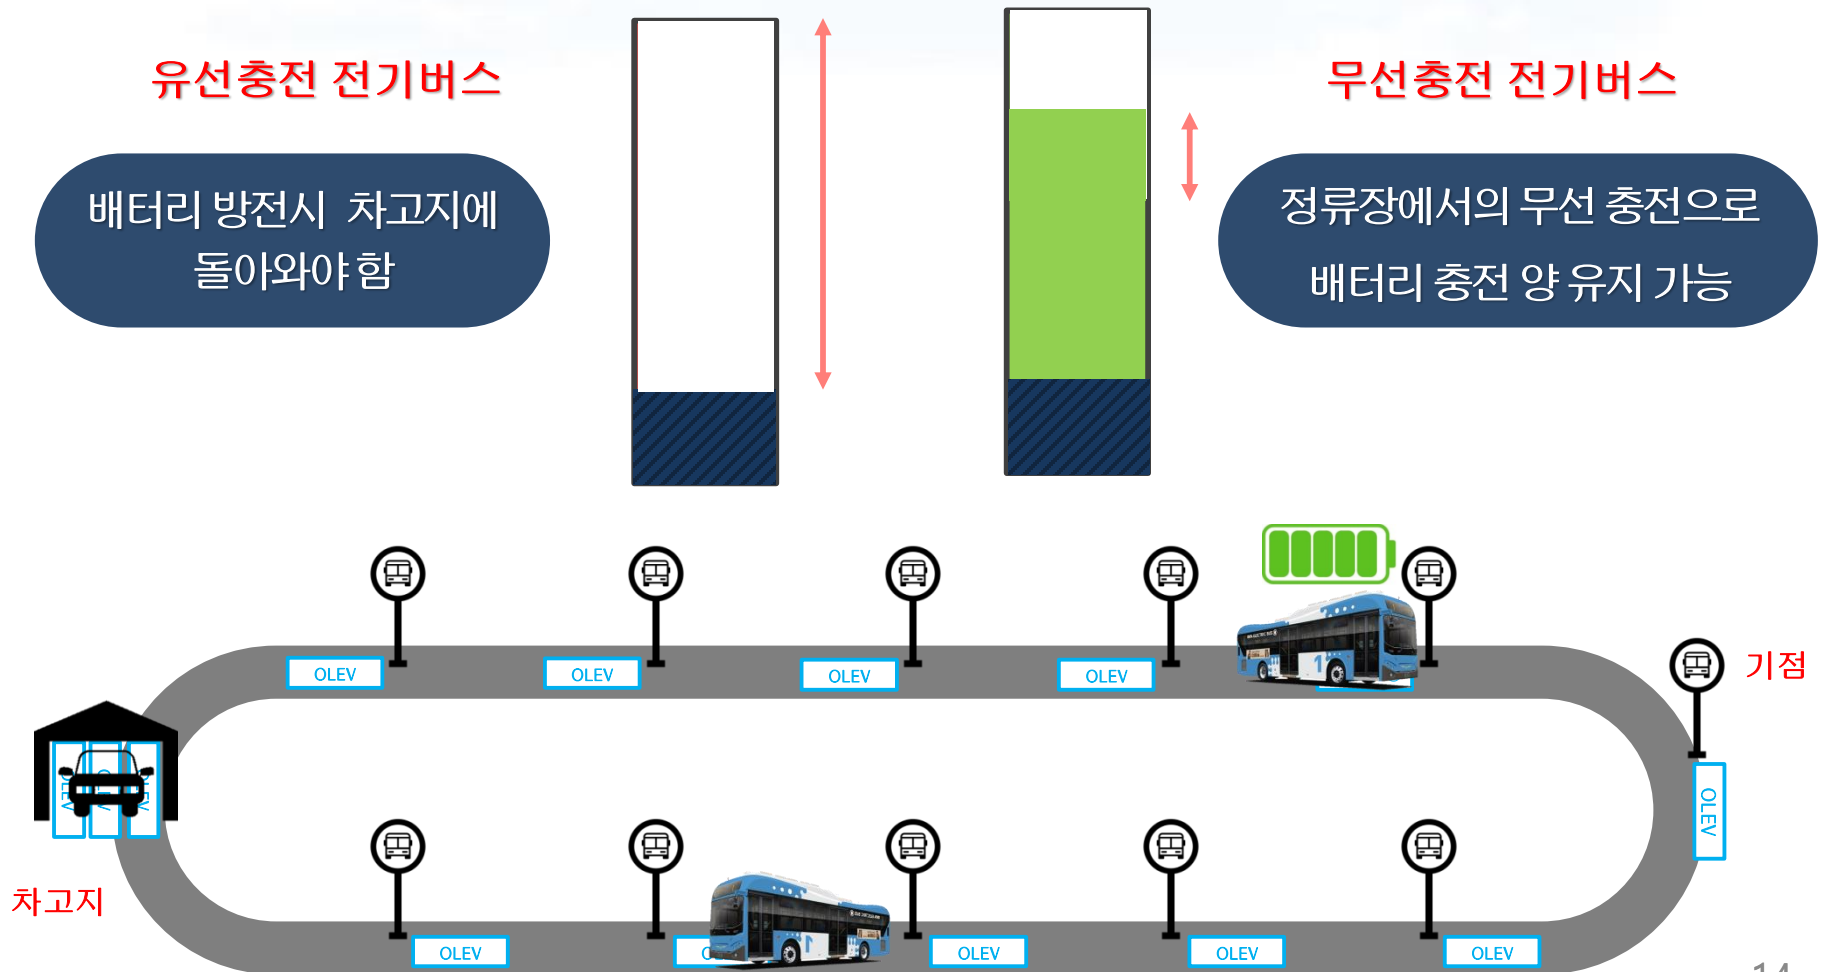 유선충전 전기버스
무선충전 전기버스
배터리 방전시 차고지에
돌아와야 함
정류장에서의 무선 충전으로
배터리 충전 양 유지 가능
기점
OLEV
OLEV
OLEV
OLEV
OLEV
OLEV
OLEV
OLEV
차고지
OLEV
OLEV
OLEV
OLEV